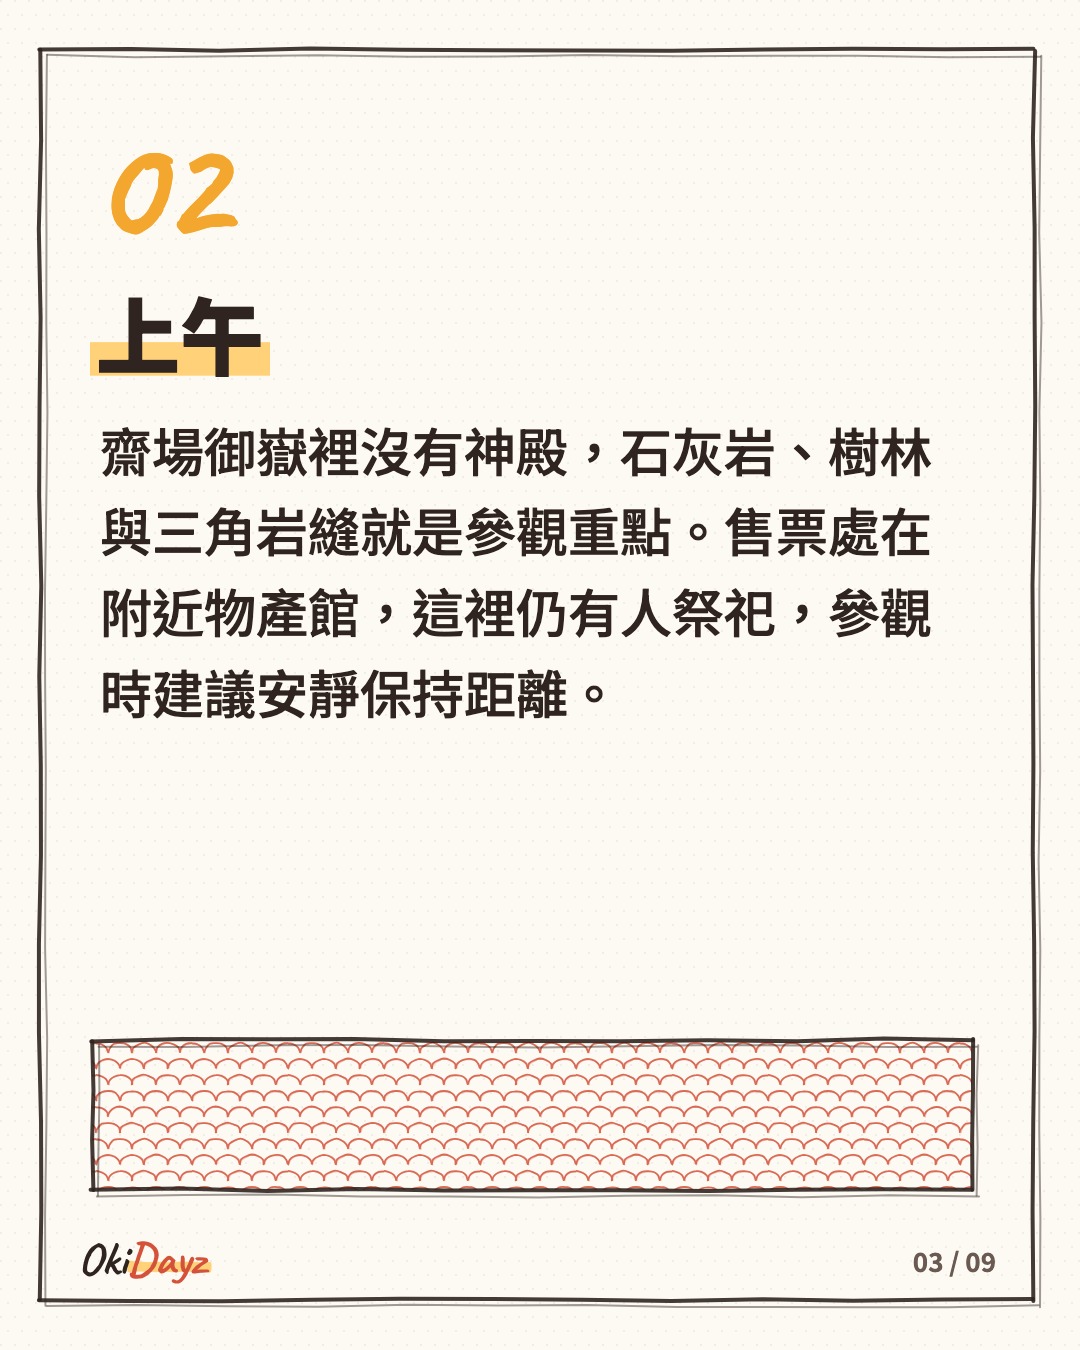 02
上午
齋場御嶽裡沒有神殿，石灰岩、樹林
與三角岩縫就是參觀重點。售票處在
附近物產館，這裡仍有人祭祀，參觀
時建議安靜保持距離。
OkiDayz
03 / 09